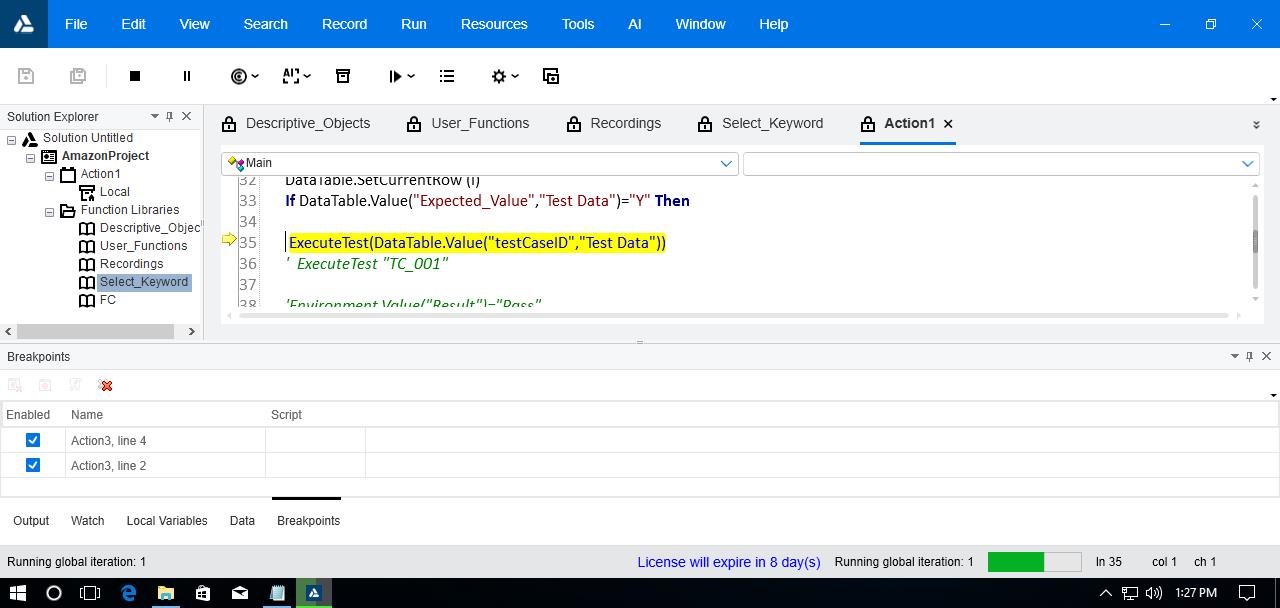 File Edit View Search Record Run Resources Tools AI Window Help
Solution Explorer
Solution Untitled
AmazonProject
Action1
Local
Function Libraries
Descriptive_Objec
User_Functions
Recordings
Select_Keyword
FC
Descriptive_Objects User_Functions Recordings Select_Keyword Action1
Main
32 DataTable.SetCurrentRow (i)
33 If DataTable.Value("Expected_Value","Test Data")="Y" Then
34
35 ExecuteTest(DataTable.Value("testCaseID","Test Data"))
36 ' ExecuteTest "TC_001"
37
38 'Environment.Value("Result")="Pass"
Breakpoints
Enabled Name Script
Action3, line 4
Action3, line 2
Output Watch Local Variables Data Breakpoints
Running global iteration: 1 License will expire in 8 day(s) Running global iteration: 1 ln 35 col 1 ch 1
1:27 PM